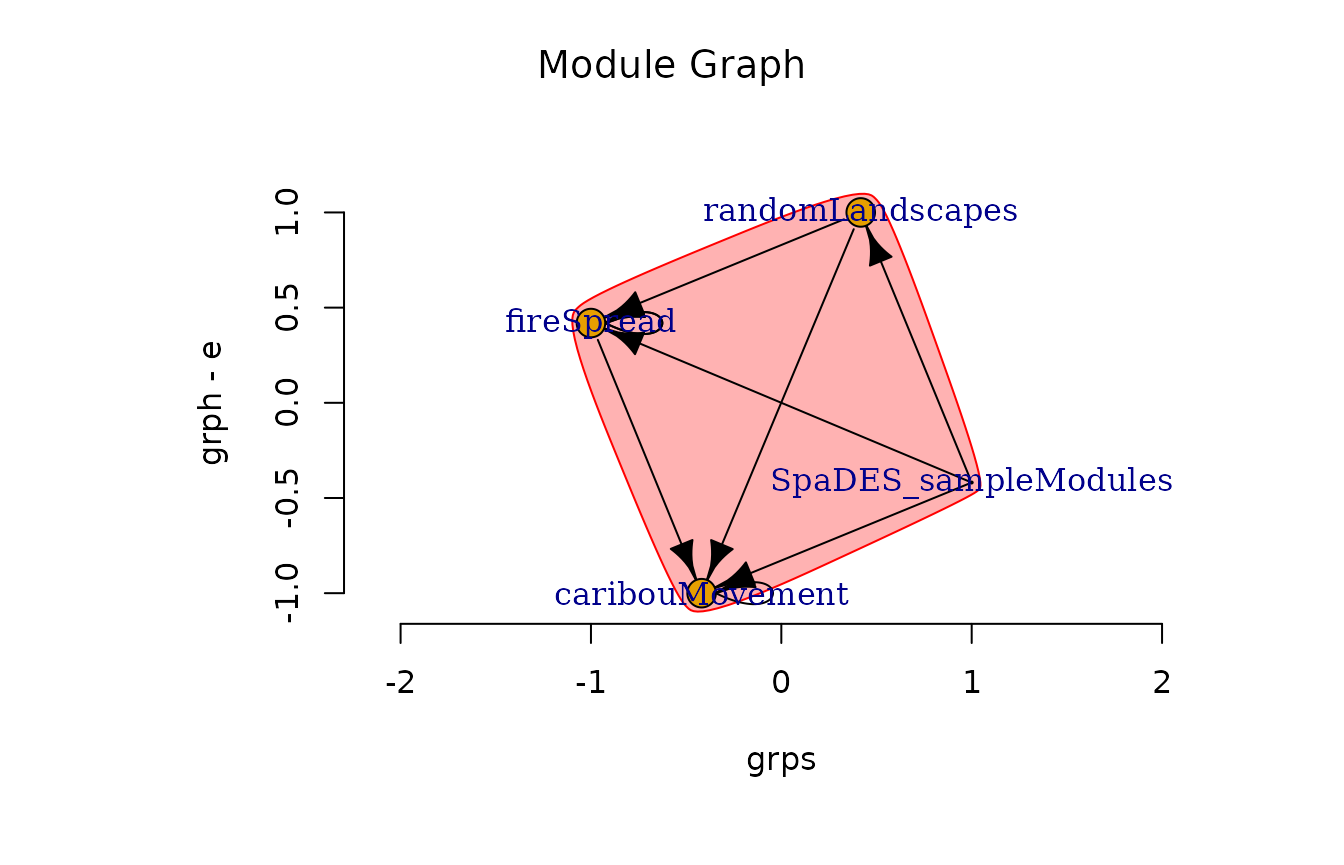 Module Graph
randomLandscapes
fireSpread
SpaDES_sampleModules
caribouMovement
1.0
0.5
0.0
-0.5
-1.0
grph - e
-2 -1 0 1 2
grps